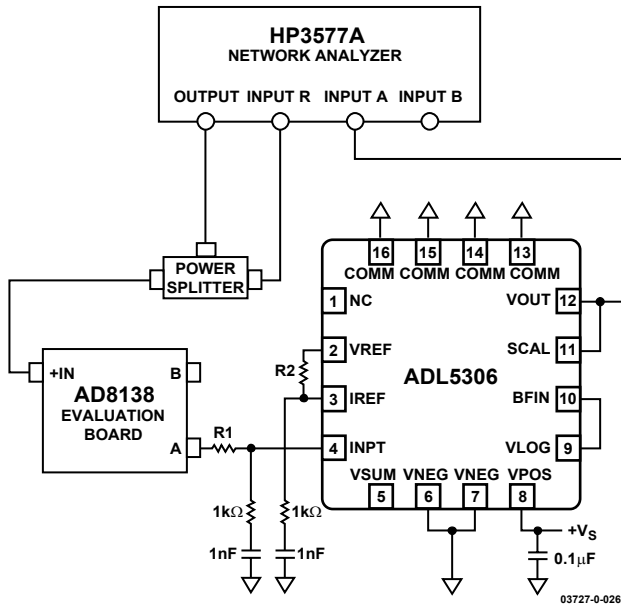 HP3577A
NETWORK ANALYZER
OUTPUT INPUT R INPUT A INPUT B
16 15 14 13
COMM COMM COMM COMM
POWER
SPLITTER
1 NC
VOUT 12
2 VREF
SCAL 11
R2
ADL5306
+IN
B
AD8138
EVALUATION
BOARD
3 IREF
BFIN 10
A
R1
4 INPT
VLOG 9
VSUM VNEG VNEG VPOS
5 6 7 8
1kΩ 1kΩ
+VS
1nF 1nF
0.1μF
03727-0-026